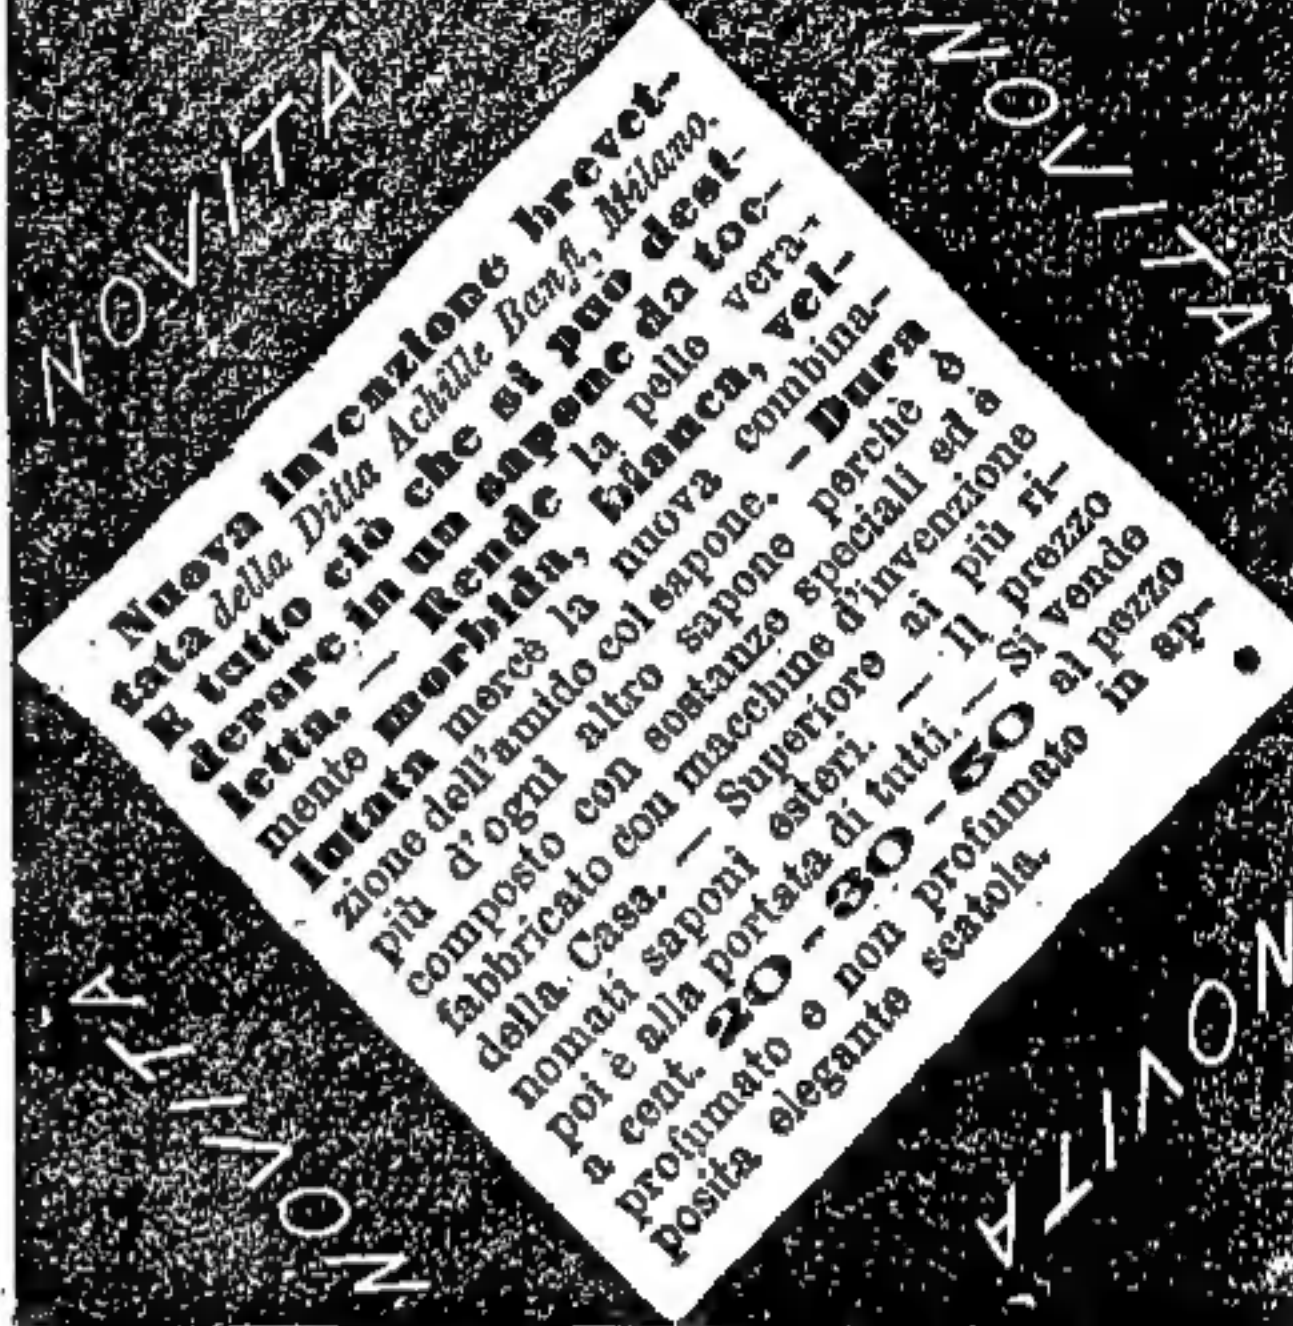 NOVITA
NOVITA
Nuova invenzione brevet-
tata della Ditta Achille Banfi, Milano.
E tutto ciò che si può desi-
derare in un sapone da toe-
letta. — Rende la pelle vera-
mente morbida, bianca, vel-
lutata mercè la nuova combina-
zione dell'amido col sapone. — Dura
più d'ogni altro sapone perchè è
composto con sostanze speciali ed è
fabbricato con macchine d'invenzione
della Casa. — Superiore ai più ri-
nomati saponi esteri. — Il prezzo
poi è alla portata di tutti. — Si vende
a cent. 20 - 30 - 50 al pezzo
profumato e non profumato in ap-
posita elegante scatola.
NOVITA
NOVITA